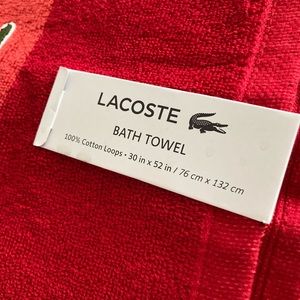 LACOSTE
BATH TOWEL
100% Cotton Loops • 30 in x 52 in / 76 cm x 132 cm